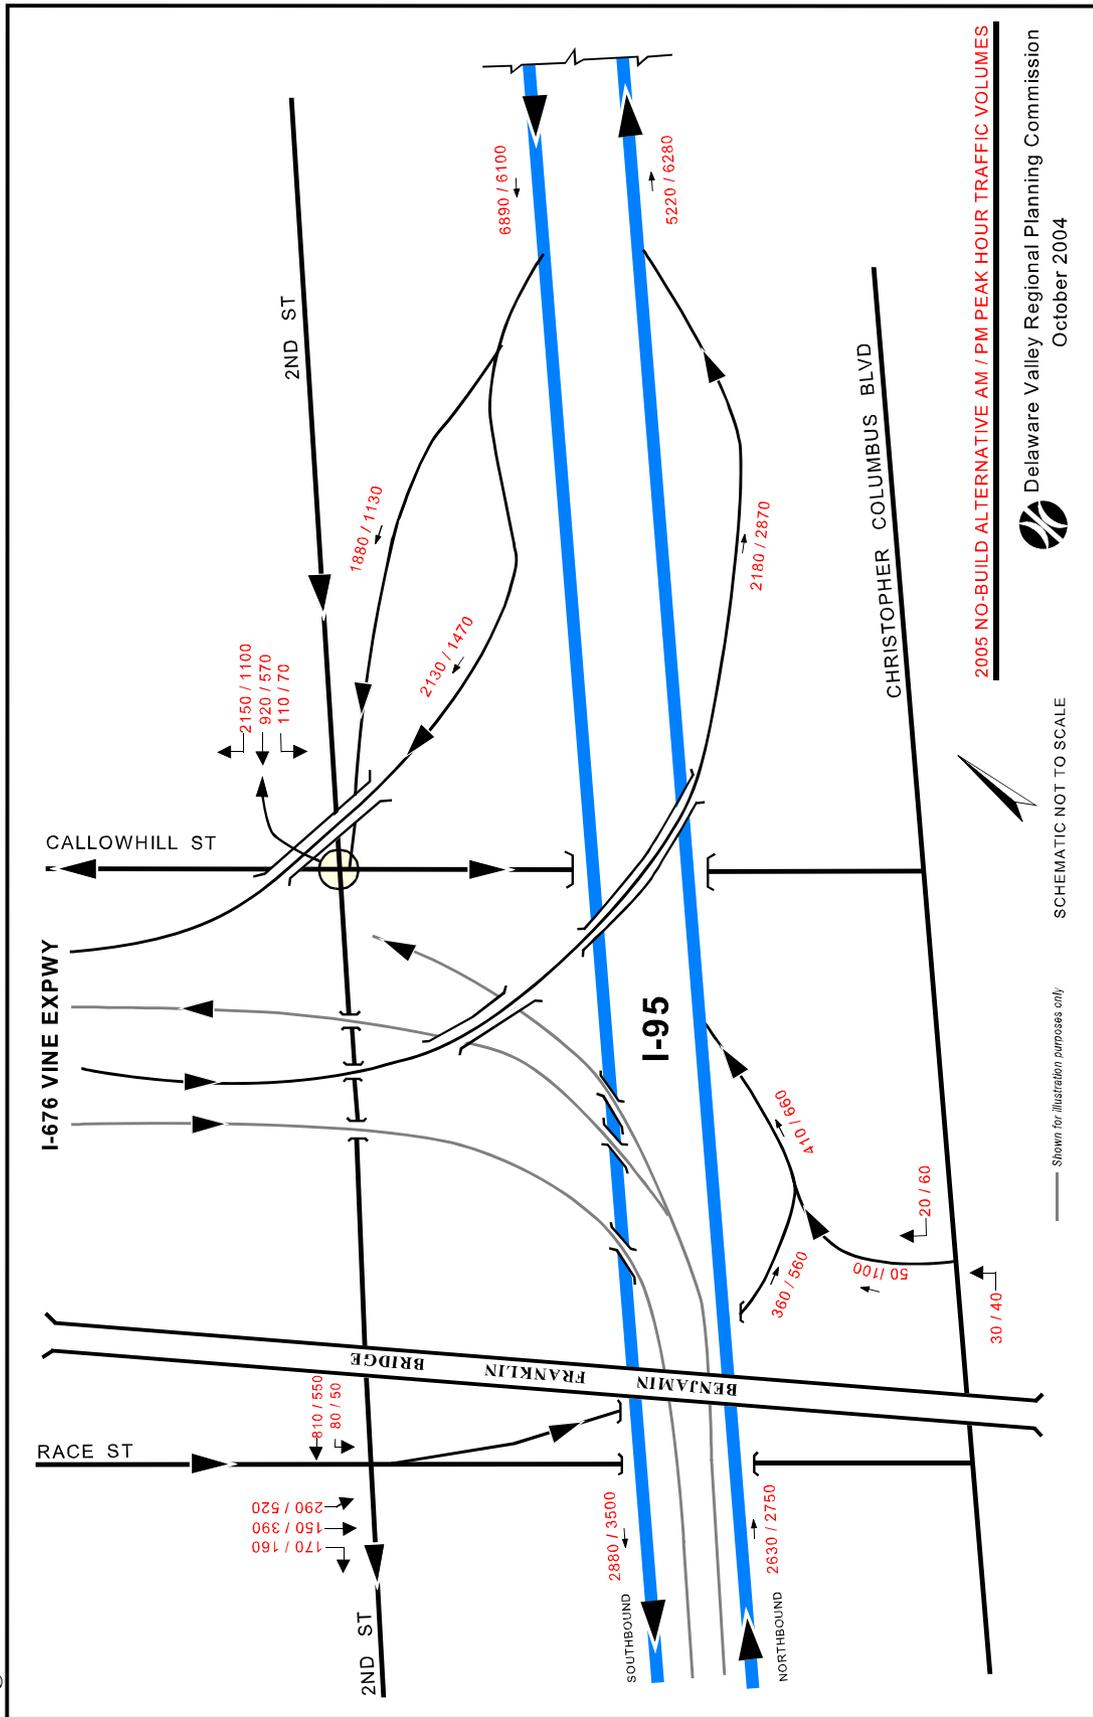 6890 / 6100
5220 / 6280
2ND ST
1880 / 1130
2130 / 1470
2180 / 2870
CHRISTOPHER COLUMBUS BLVD
2150 / 1100
920 / 570
110 / 70
CALLOWHILL ST
I-676 VINE EXPWY
I-95
410 / 660
20 / 60
50 /100
360 / 560
30 / 40
BENJAMIN FRANKLIN BRIDGE
810 / 550
80 / 50
RACE ST
290 / 520
150 / 390
170 / 160
2880 / 3500
2630 / 2750
2ND ST
SOUTHBOUND
NORTHBOUND
SCHEMATIC NOT TO SCALE
Shown for illustration purposes only
2005 NO-BUILD ALTERNATIVE AM / PM PEAK HOUR TRAFFIC VOLUMES
Delaware Valley Regional Planning Commission
October 2004